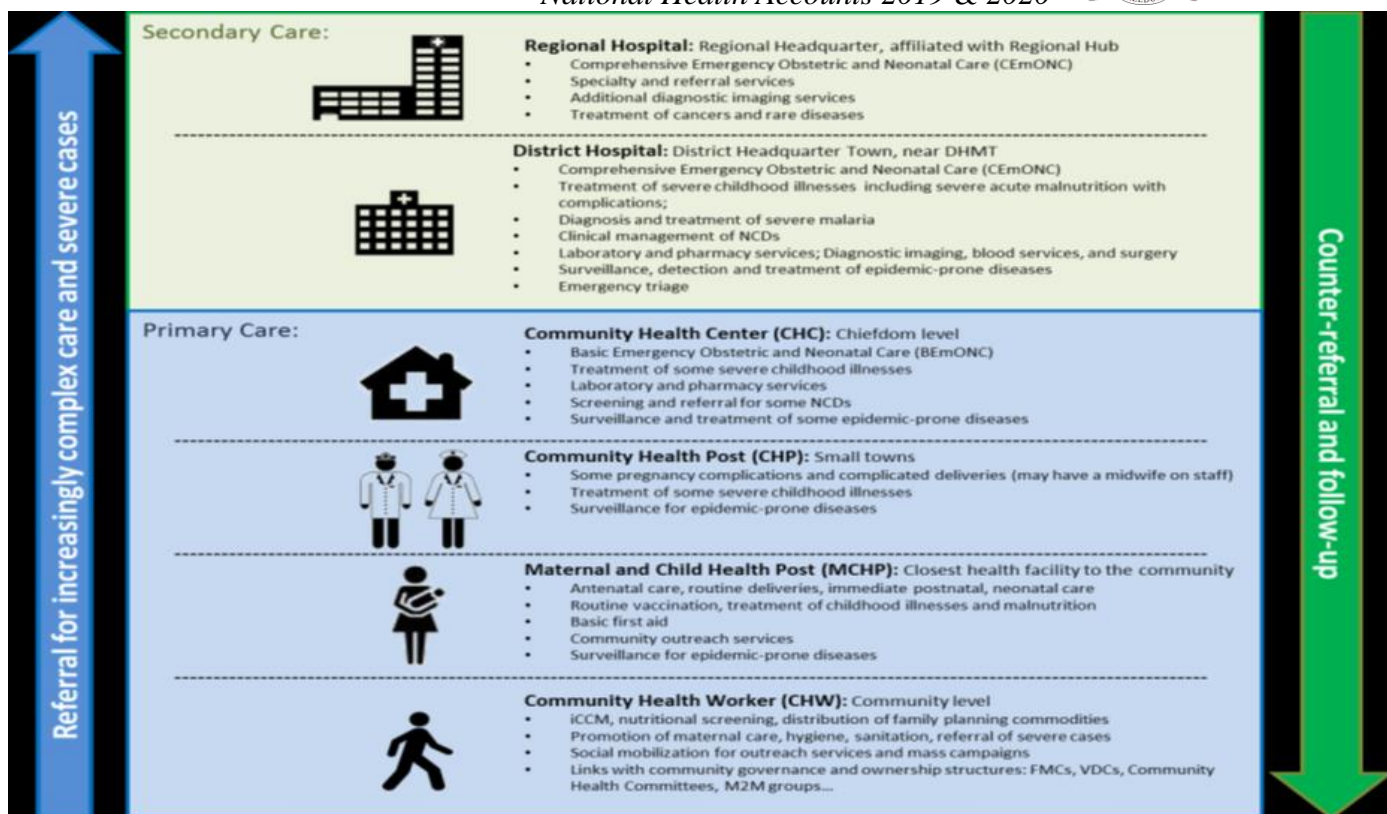 National Health Accounts 2019 & 2020
Secondary Care:
Regional Hospital: Regional Headquarter, affiliated with Regional Hub
• Comprehensive Emergency Obstetric and Neonatal Care (CEmONC)
• Specialty and referral services
• Additional diagnostic imaging services
• Treatment of cancers and rare diseases
District Hospital: District Headquarter Town, near DHMT
• Comprehensive Emergency Obstetric and Neonatal Care (CEmONC)
• Treatment of severe childhood illnesses including severe acute malnutrition with
complications;
• Diagnosis and treatment of severe malaria
• Clinical management of NCDs
• Laboratory and pharmacy services; Diagnostic imaging, blood services, and surgery
• Surveillance, detection and treatment of epidemic-prone diseases
• Emergency triage
Primary Care:
Community Health Center (CHC): Chiefdom level
• Basic Emergency Obstetric and Neonatal Care (BEmONC)
• Treatment of some severe childhood illnesses
• Laboratory and pharmacy services
• Screening and referral for some NCDs
• Surveillance and treatment of some epidemic-prone diseases
Community Health Post (CHP): Small towns
• Some pregnancy complications and complicated deliveries (may have a midwife on staff)
• Treatment of some severe childhood illnesses
• Surveillance for epidemic-prone diseases
Maternal and Child Health Post (MCHP): Closest health facility to the community
• Antenatal care, routine deliveries, immediate postnatal, neonatal care
• Routine vaccination, treatment of childhood illnesses and malnutrition
• Basic first aid
• Community outreach services
• Surveillance for epidemic-prone diseases
Community Health Worker (CHW): Community level
• iCCM, nutritional screening, distribution of family planning commodities
• Promotion of maternal care, hygiene, sanitation, referral of severe cases
• Social mobilization for outreach services and mass campaigns
• Links with community governance and ownership structures: FMCs, VDCs, Community
Health Committees, M2M groups...
Referral for increasingly complex care and severe cases
Counter-referral and follow-up